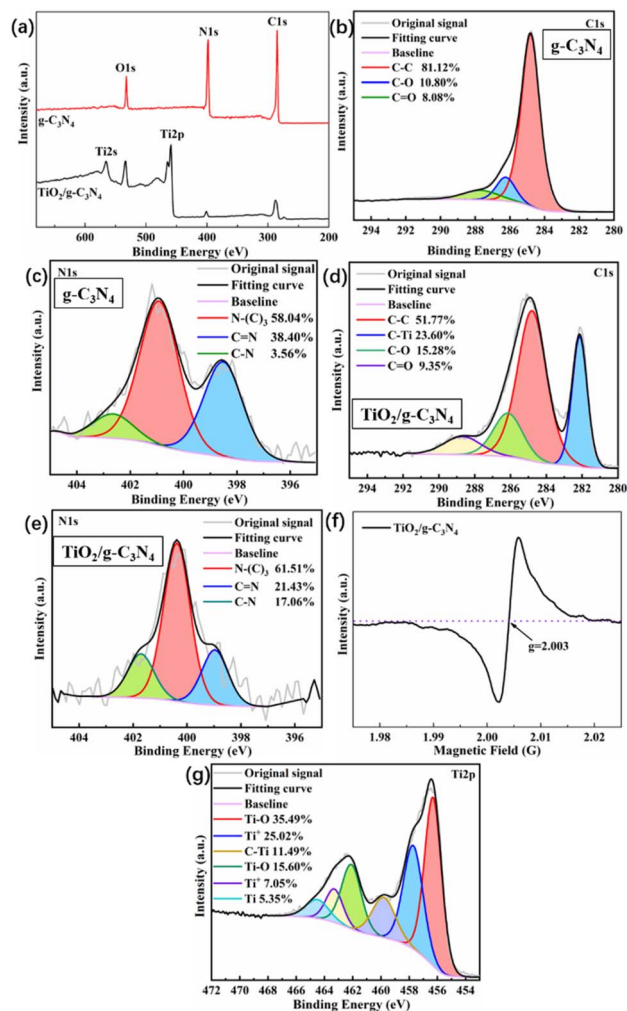 (a)
O1s
N1s
C1s
g-C₃N₄
Ti2s
Ti2p
TiO₂/g-C₃N₄
Intensity (a.u.)
600 500 400 300 200
Binding Energy (eV)
(b)
Original signal
Fitting curve
Baseline
C-C 81.12%
C-O 10.80%
C=O 8.08%
C1s
g-C₃N₄
Intensity (a.u.)
294 292 290 288 286 284 282 280
Binding Energy (eV)
(c)
N1s
g-C₃N₄
Original signal
Fitting curve
Baseline
N-(C)₃ 58.04%
C=N 38.40%
C-N 3.56%
Intensity (a.u.)
404 402 400 398 396
Binding Energy (eV)
(d)
Original signal
Fitting curve
Baseline
C-C 51.77%
C-Ti 23.60%
C-O 15.28%
C=O 9.35%
C1s
TiO₂/g-C₃N₄
Intensity (a.u.)
294 292 290 288 286 284 282 280
Binding Energy (eV)
(e)
N1s
TiO₂/g-C₃N₄
Original signal
Fitting curve
Baseline
N-(C)₃ 61.51%
C=N 21.43%
C-N 17.06%
Intensity (a.u.)
404 402 400 398 396
Binding Energy (eV)
(f)
TiO₂/g-C₃N₄
g=2.003
Intensity (a.u.)
1.98 1.99 2.00 2.01 2.02
Magnetic Field (G)
(g)
Original signal
Fitting curve
Baseline
Ti-O 35.49%
Ti⁺ 25.02%
C-Ti 11.49%
Ti-O 15.60%
Ti⁺ 7.05%
Ti 5.35%
Ti2p
Intensity (a.u.)
472 470 468 466 464 462 460 458 456 454
Binding Energy (eV)